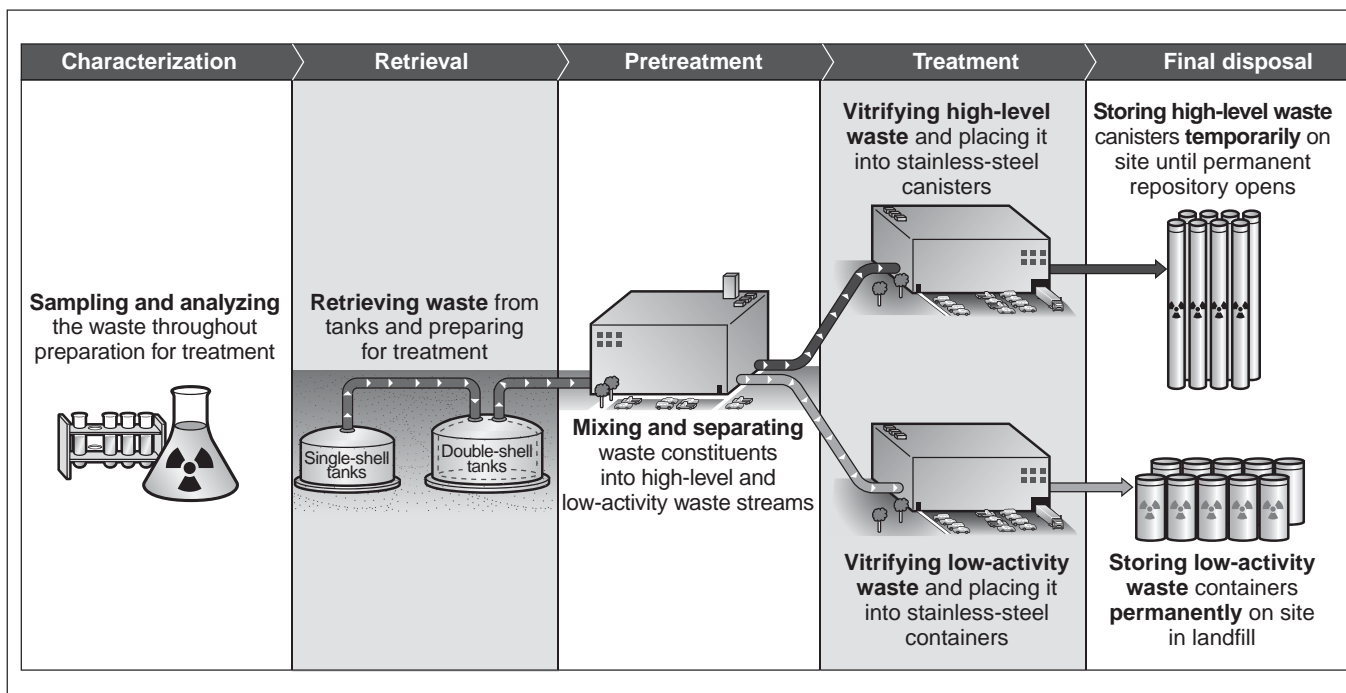 Characterization
Retrieval
Pretreatment
Treatment
Final disposal
Sampling and analyzing
the waste throughout
preparation for treatment
Retrieving waste from
tanks and preparing
for treatment
Single-shell
tanks
Double-shell
tanks
Mixing and separating
waste constituents
into high-level and
low-activity waste streams
Vitrifying high-level
waste and placing it
into stainless-steel
canisters
Vitrifying low-activity
waste and placing it
into stainless-steel
containers
Storing high-level waste
canisters temporarily on
site until permanent
repository opens
Storing low-activity
waste containers
permanently on site
in landfill